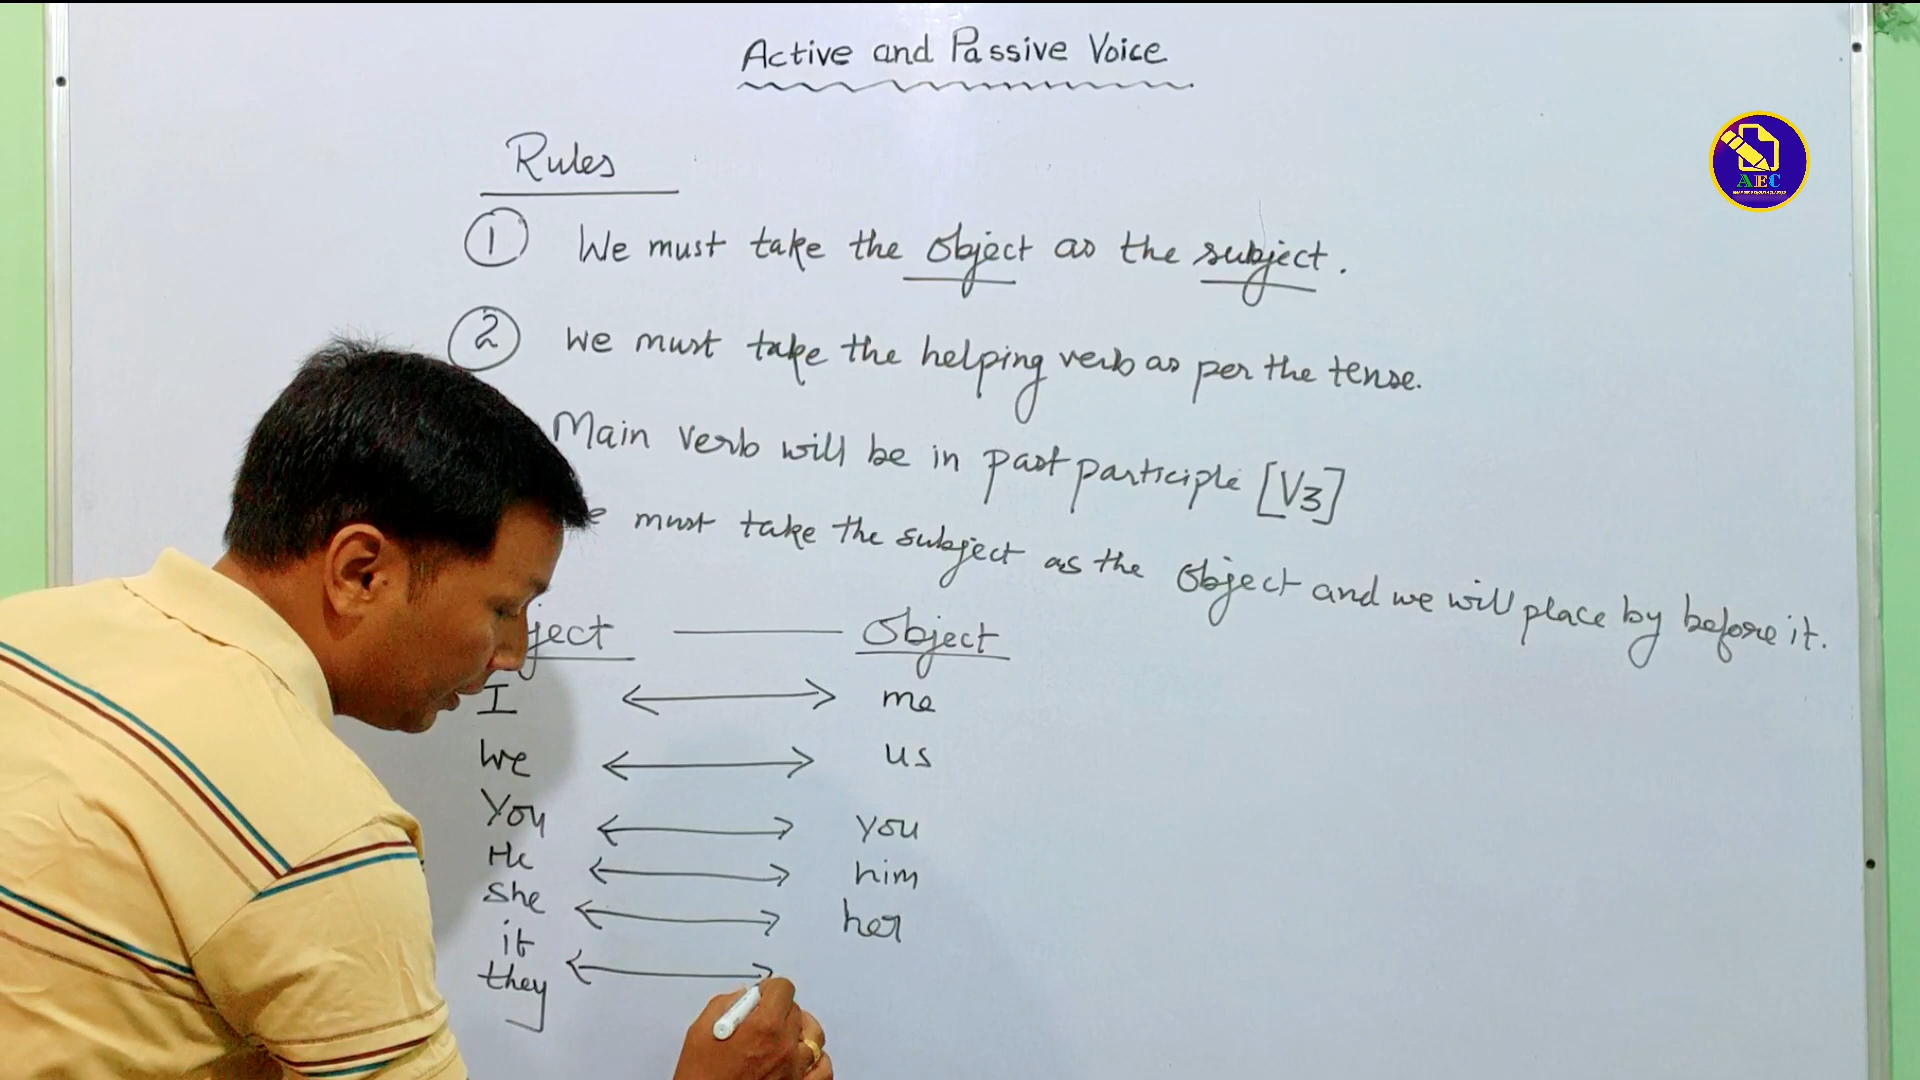 Active and Passive Voice
AEC
Rules
1 We must take the object as the subject.
2 We must take the helping verb as per the tense.
Main verb will be in past participle [V3]
must take the subject as the object and we will place by before it.
Object
I me
We us
You you
He him
She her
it
they